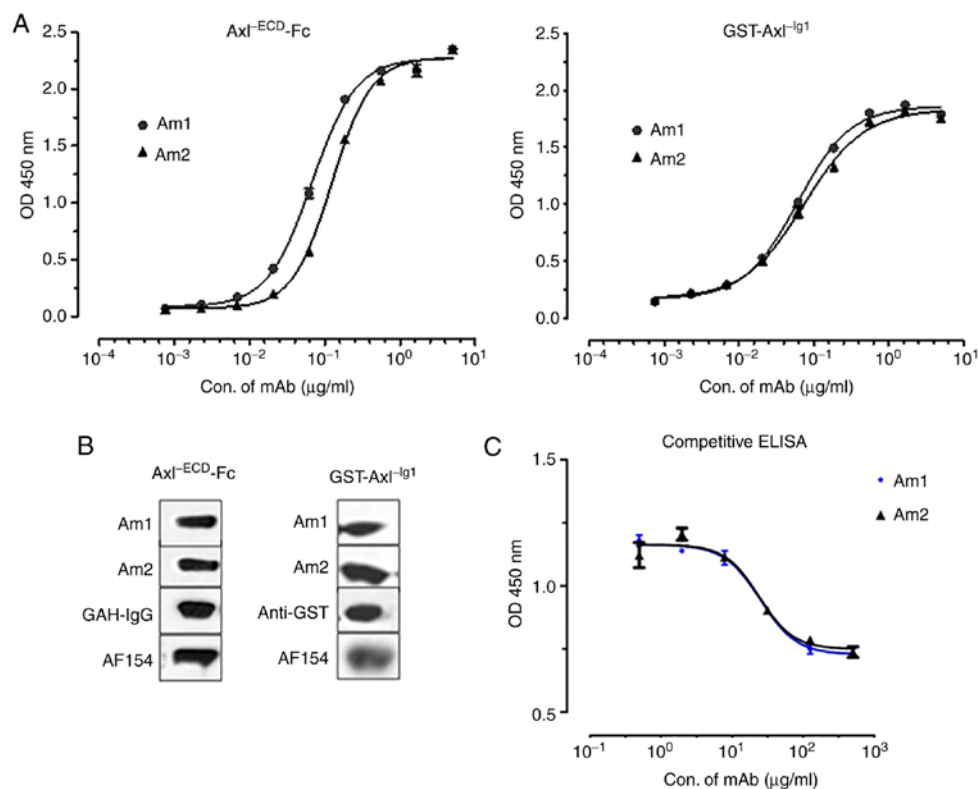 A
Axl⁻ᴱᶜᴰ-Fc
2.5
2.0
1.5
1.0
0.5
0.0
OD 450 nm
Am1
Am2
10⁻⁴
10⁻³
10⁻²
10⁻¹
10⁰
10¹
Con. of mAb (µg/ml)
GST-Axl⁻ᴵᵍ¹
2.5
2.0
1.5
1.0
0.5
0.0
OD 450 nm
Am1
Am2
10⁻⁴
10⁻³
10⁻²
10⁻¹
10⁰
10¹
Con. of mAb (µg/ml)
B
Axl⁻ᴱᶜᴰ-Fc
Am1
Am2
GAH-IgG
AF154
GST-Axl⁻ᴵᵍ¹
Am1
Am2
Anti-GST
AF154
C
Competitive ELISA
1.5
1.0
0.5
OD 450 nm
Am1
Am2
10⁻¹
10⁰
10¹
10²
10³
Con. of mAb (µg/ml)